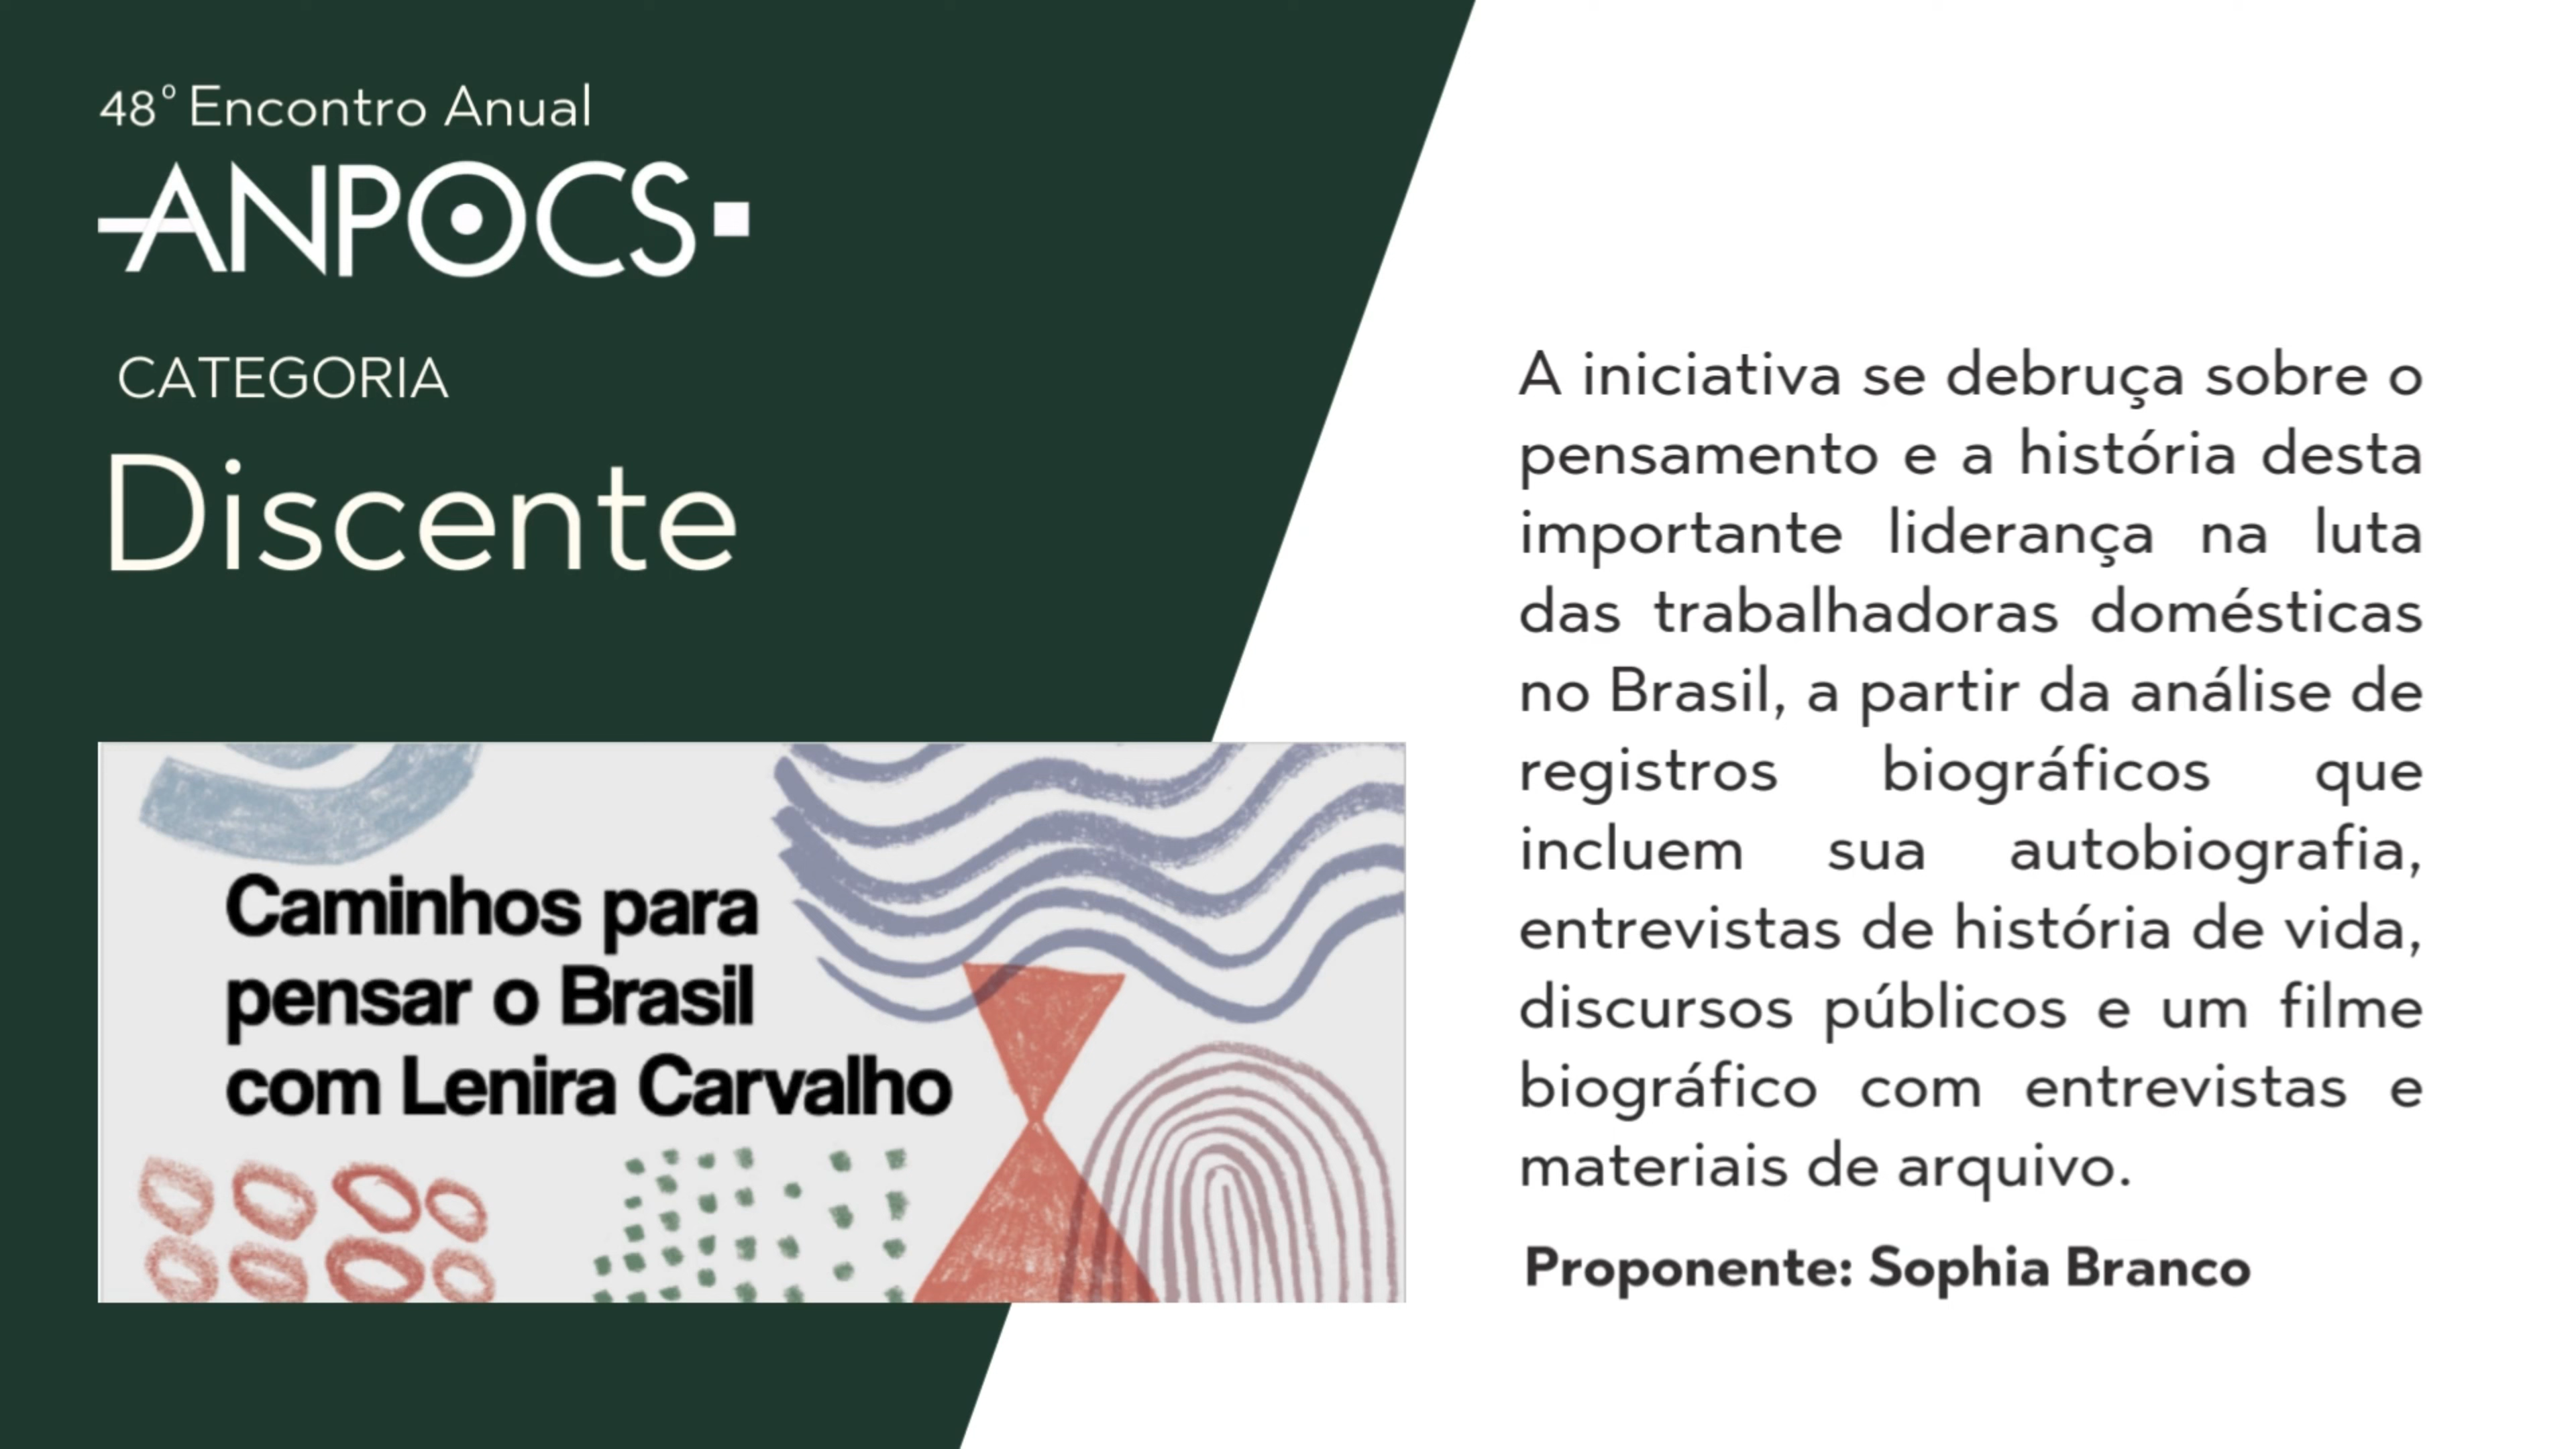 48º Encontro Anual
ANPOCS
CATEGORIA
Discente
Caminhos para
pensar o Brasil
com Lenira Carvalho
A iniciativa se debruça sobre o
pensamento e a história desta
importante liderança na luta
das trabalhadoras domésticas
no Brasil, a partir da análise de
registros biográficos que
incluem sua autobiografia,
entrevistas de história de vida,
discursos públicos e um filme
biográfico com entrevistas e
materiais de arquivo.
Proponente: Sophia Branco